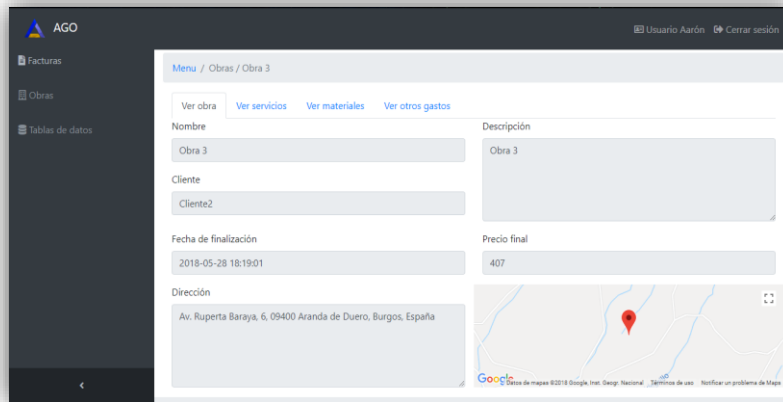 AGO
Usuario Aarón Cerrar sesión
Facturas
Obras
Tablas de datos
Menu / Obras / Obra 3
Ver obra Ver servicios Ver materiales Ver otros gastos
Nombre
Obra 3
Descripción
Obra 3
Cliente
Cliente2
Fecha de finalización
2018-05-28 18:19:01
Precio final
407
Dirección
Av. Ruperta Baraya, 6, 09400 Aranda de Duero, Burgos, España
Google
Datos de mapas ©2018 Google, Inst. Geogr. Nacional Términos de uso Notificar un problema de Maps